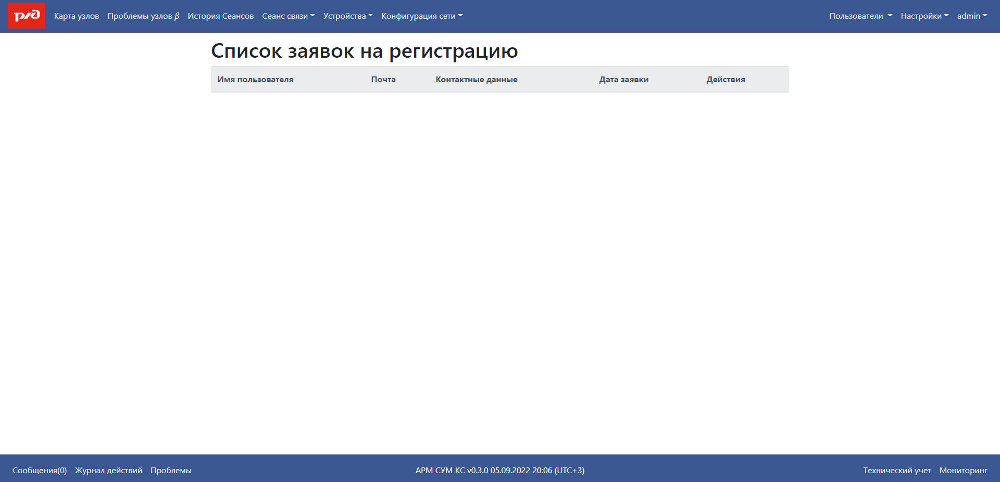 ржд Карта узлов Проблемы узлов β История Сеансов Сеанс связи Устройства Конфигурация сети Пользователи Настройки admin
Список заявок на регистрацию
Имя пользователя Почта Контактные данные Дата заявки Действия
Сообщения(0) Журнал действий Проблемы АРМ СУМ КС v0.3.0 05.09.2022 20:06 (UTC+3) Технический учет Мониторинг